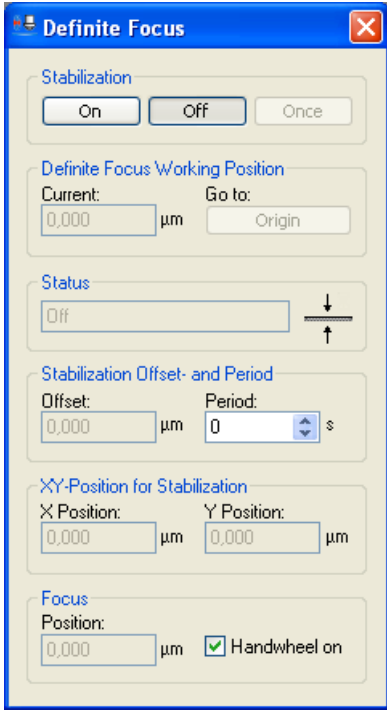 Definite Focus
Stabilization
On Off Once
Definite Focus Working Position
Current: Go to:
0,000 µm Origin
Status
Off
Stabilization Offset- and Period
Offset: Period:
0,000 µm 0 s
XY-Position for Stabilization
X Position: Y Position:
0,000 µm 0,000 µm
Focus
Position:
0,000 µm Handwheel on